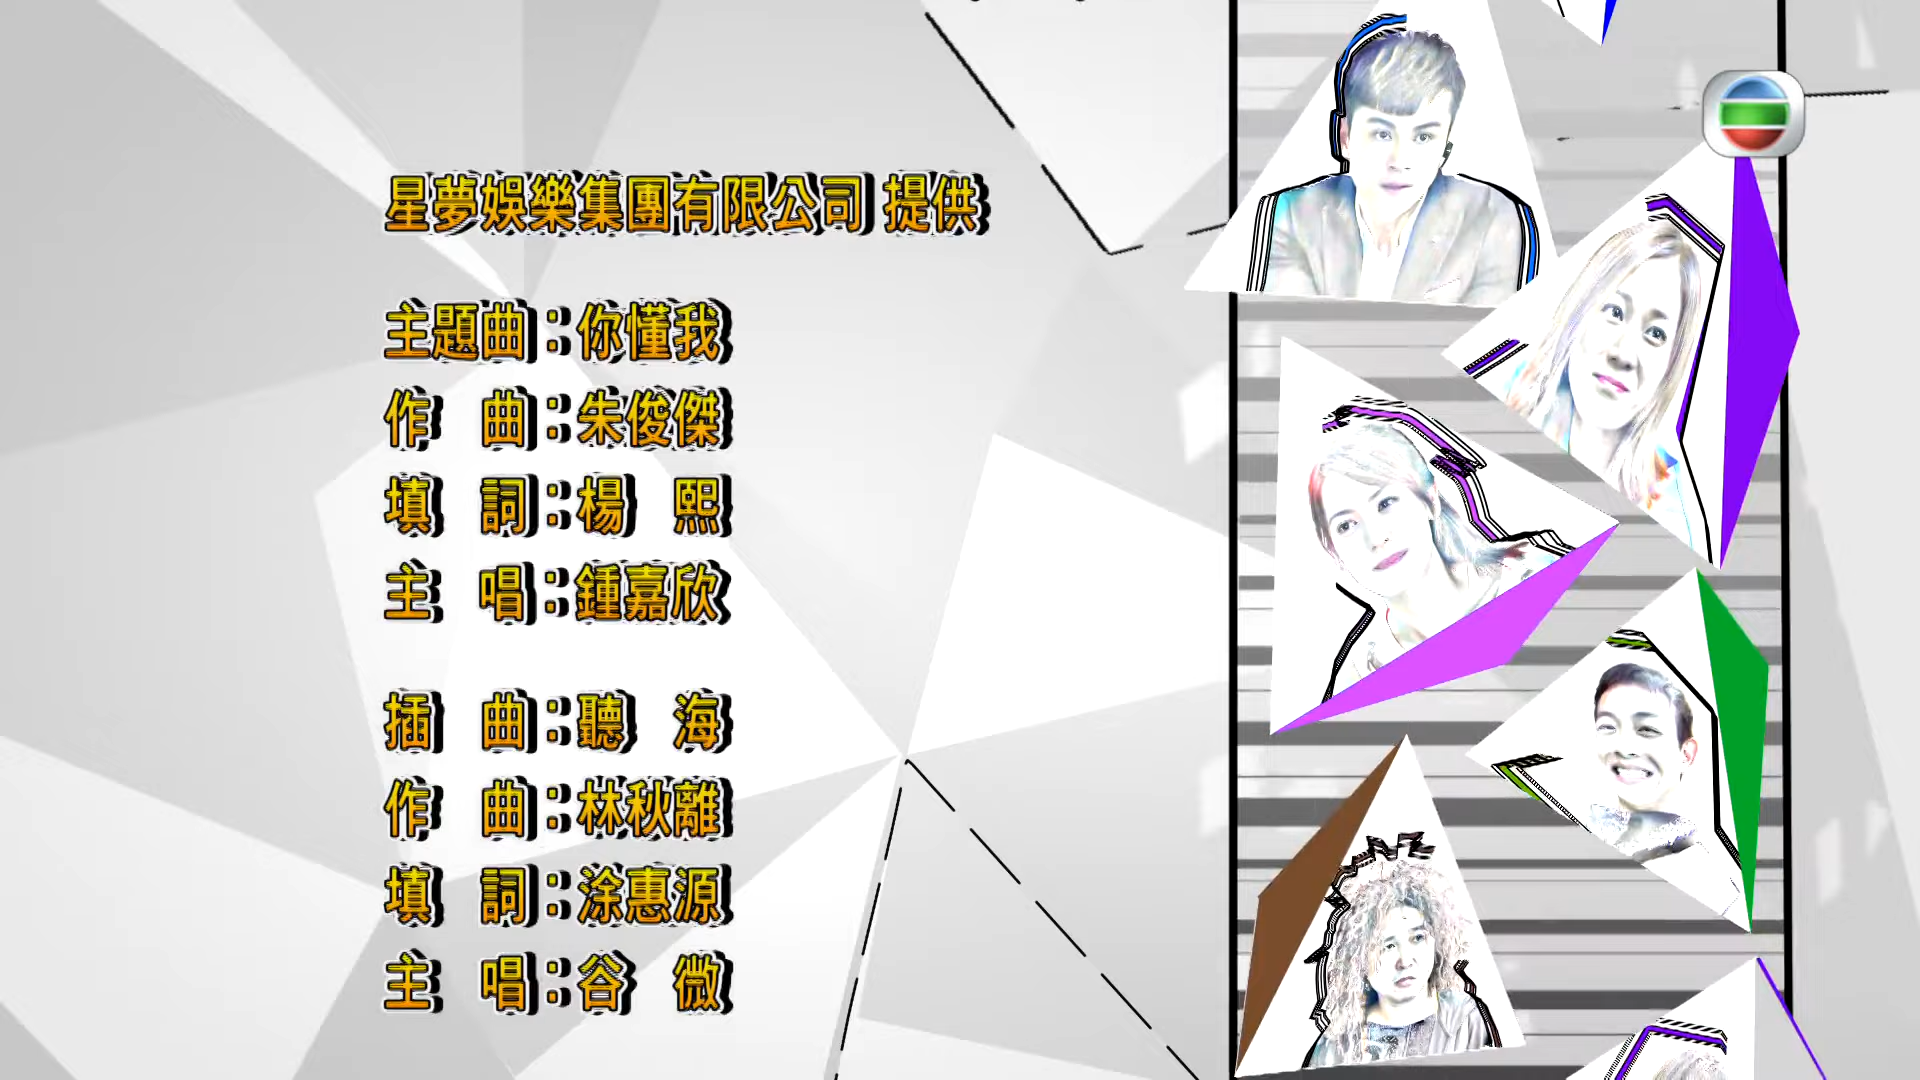 星夢娛樂集團有限公司 提供
主題曲：你懂我
作　曲：朱俊傑
填　詞：楊　熙
主　唱：鍾嘉欣
插　曲：聽　海
作　曲：林秋離
填　詞：涂惠源
主　唱：谷　微